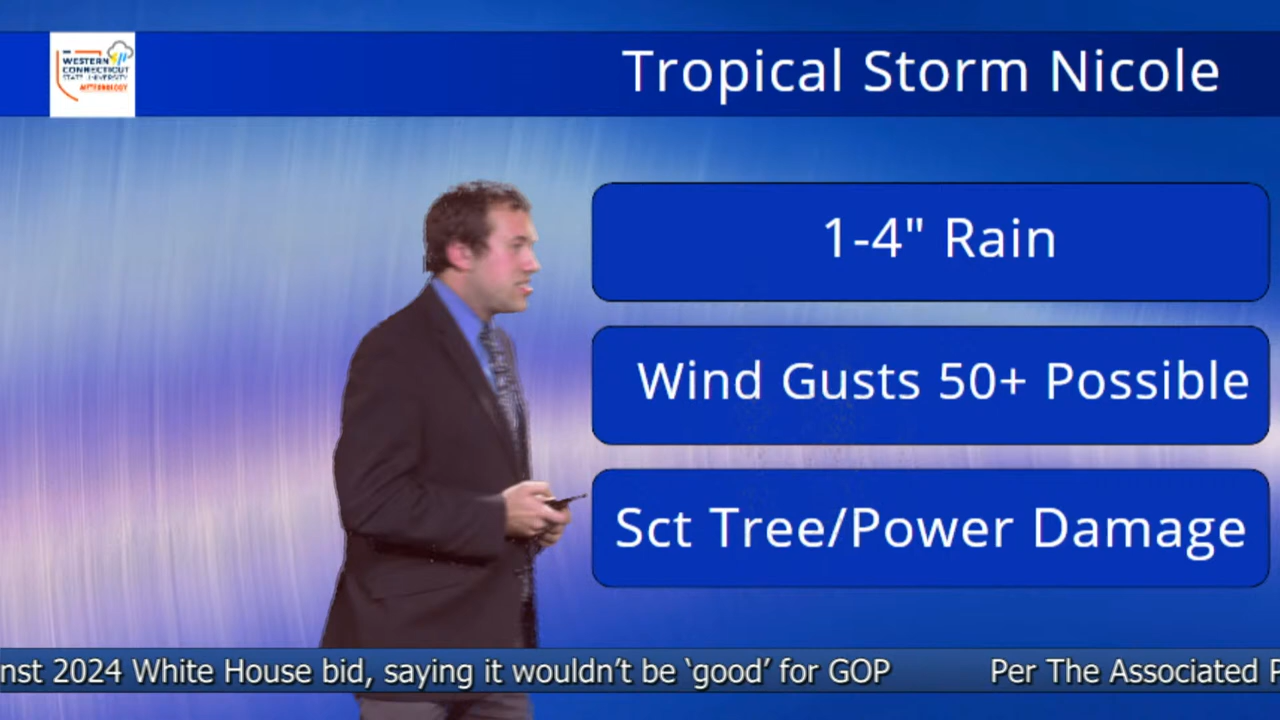 WESTERN
CONNECTICUT
STATE UNIVERSITY
METEOROLOGY
Tropical Storm Nicole
1-4" Rain
Wind Gusts 50+ Possible
Sct Tree/Power Damage
nst 2024 White House bid, saying it wouldn't be ‘good’ for GOP Per The Associated P